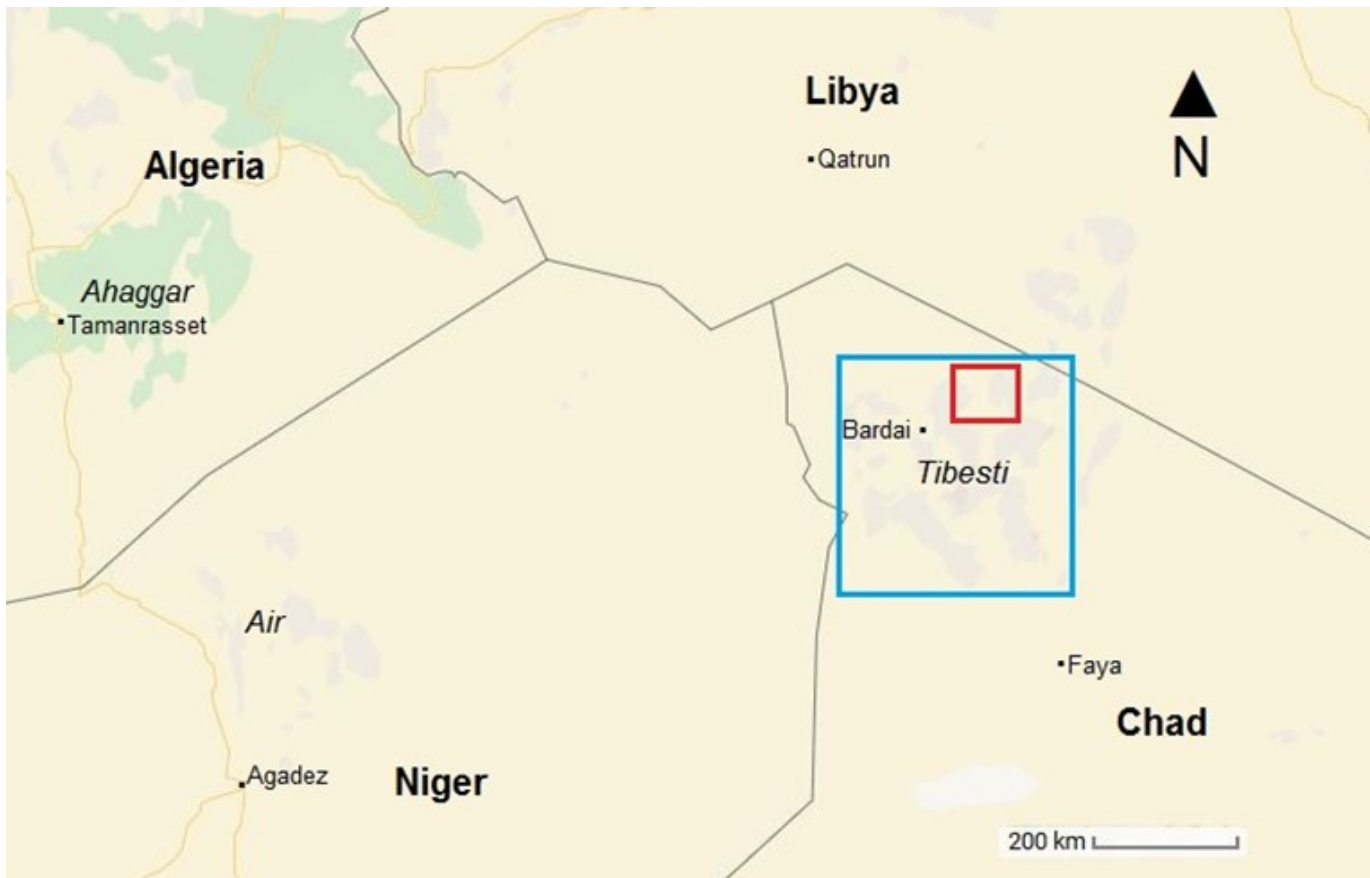 Libya
N
Qatrun
Algeria
Ahaggar
Tamanrasset
Bardai
Tibesti
Air
Faya
Chad
Agadez
Niger
200 km